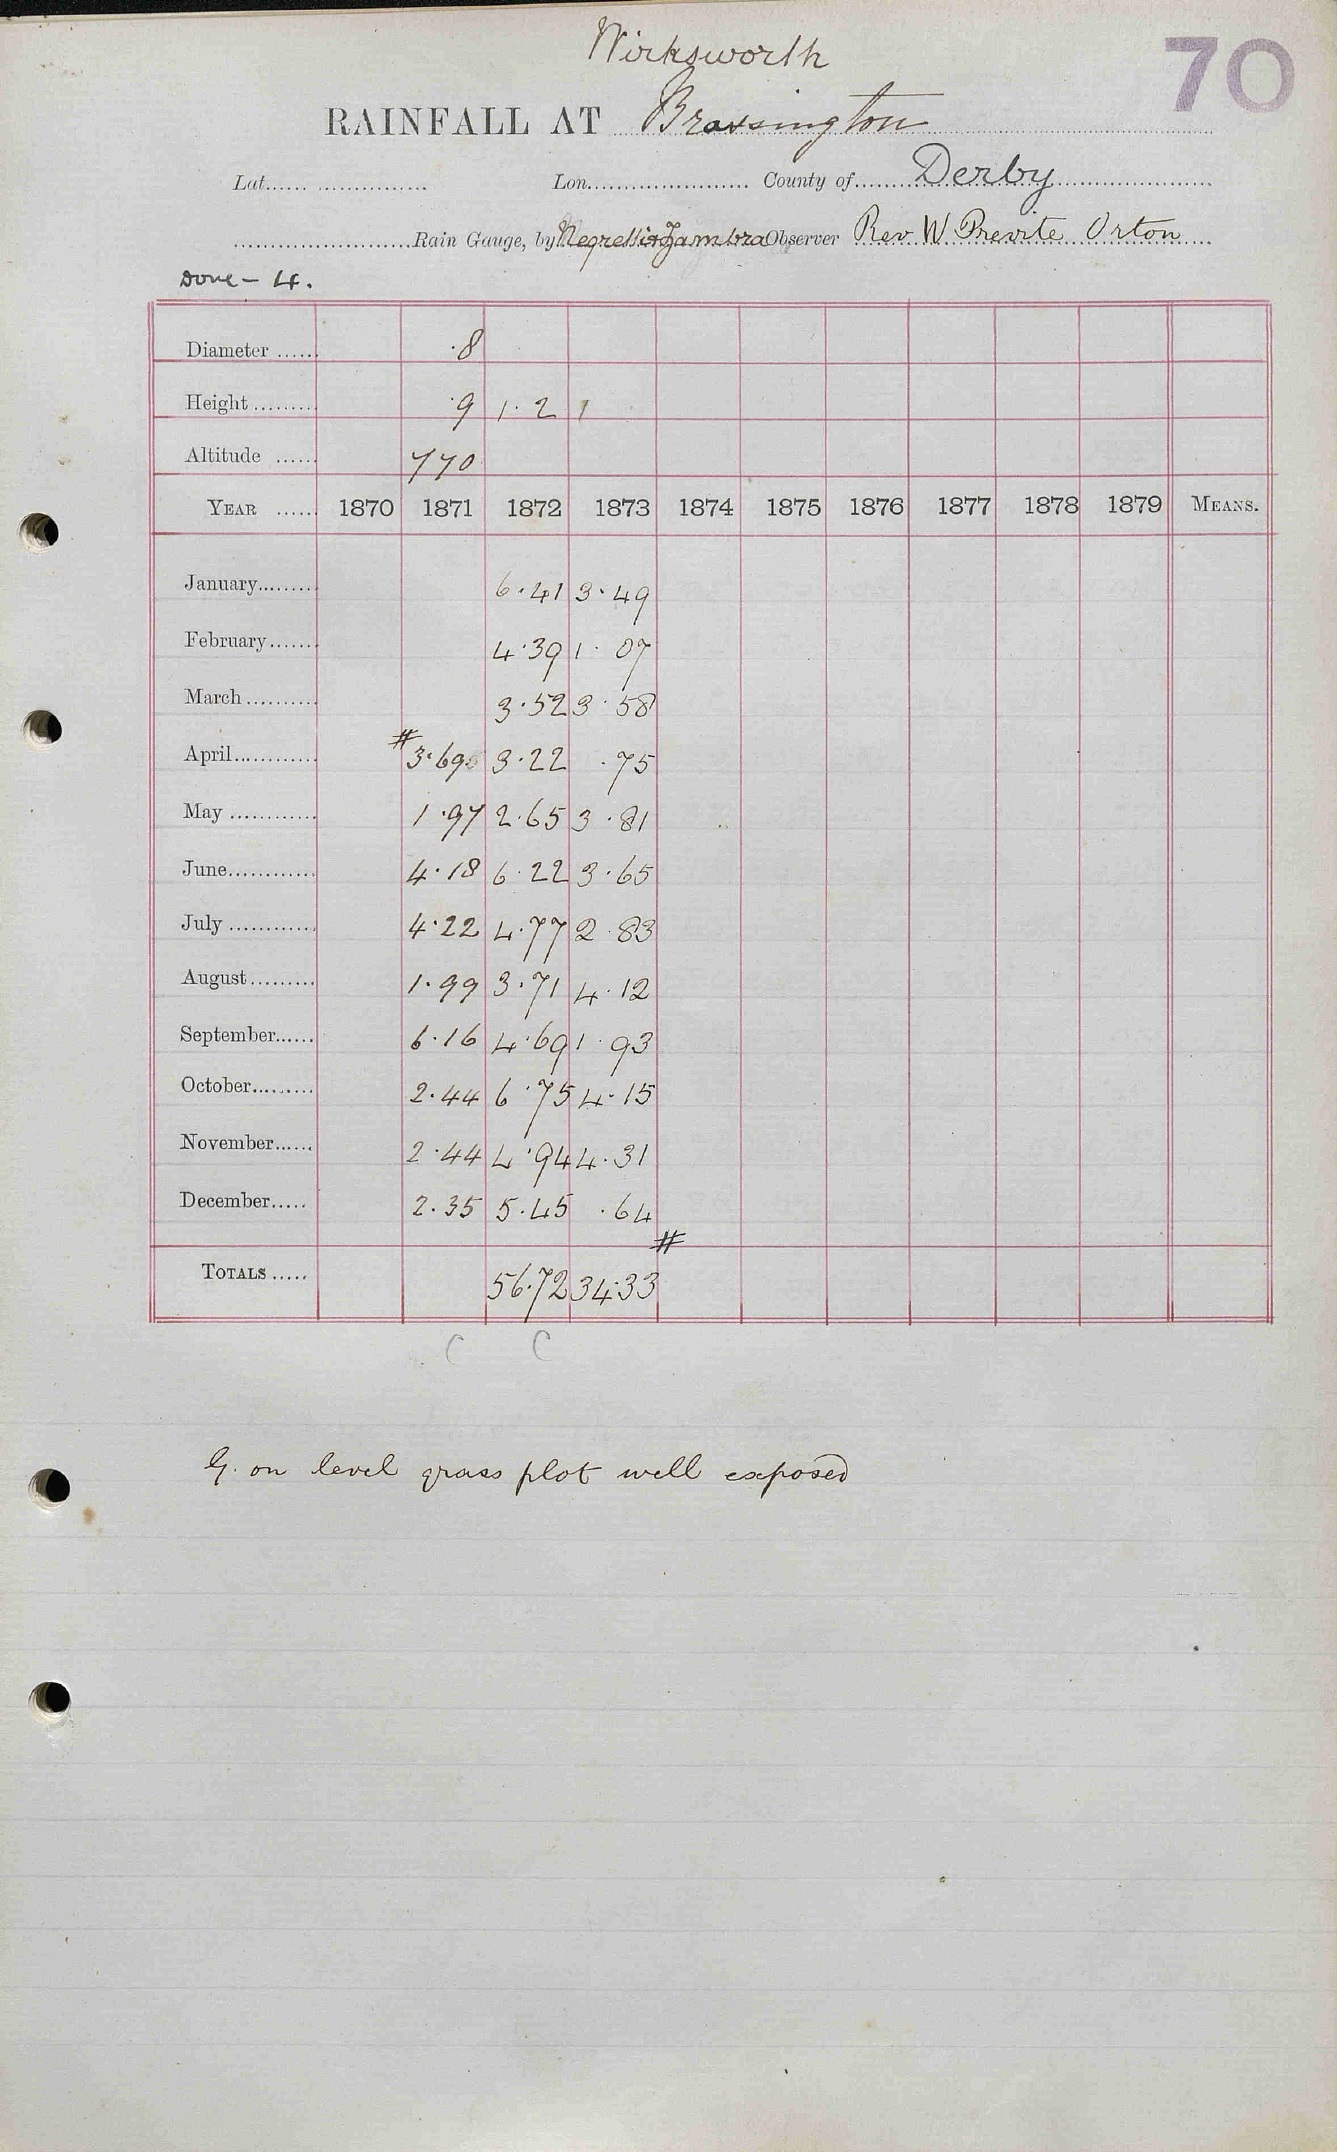 Wirksworth
70
RAINFALL AT Brassington
Lat. Lon. County of Derby
Rain Gauge, by Negretti & Zambra Observer Rev W Previte Orton
Done - 4.
Diameter ·8
Height ·9 1·2 1
Altitude 770
YEAR 1870 1871 1872 1873 1874 1875 1876 1877 1878 1879 MEANS.
January 6·41 3·49
February 4·39 1·07
March 3·52 3·58
April # 3·69 3·22 ·75
May 1·97 2·65 3·81
June 4·18 6·22 3·65
July 4·22 4·77 2·83
August 1·99 3·71 4·12
September 6·16 4·69 1·93
October 2·44 6·75 4·15
November 2·44 4·94 4·31
December 2·35 5·45 ·64
#
TOTALS 56·72 34·33
C C
G. on level grass plot well exposed